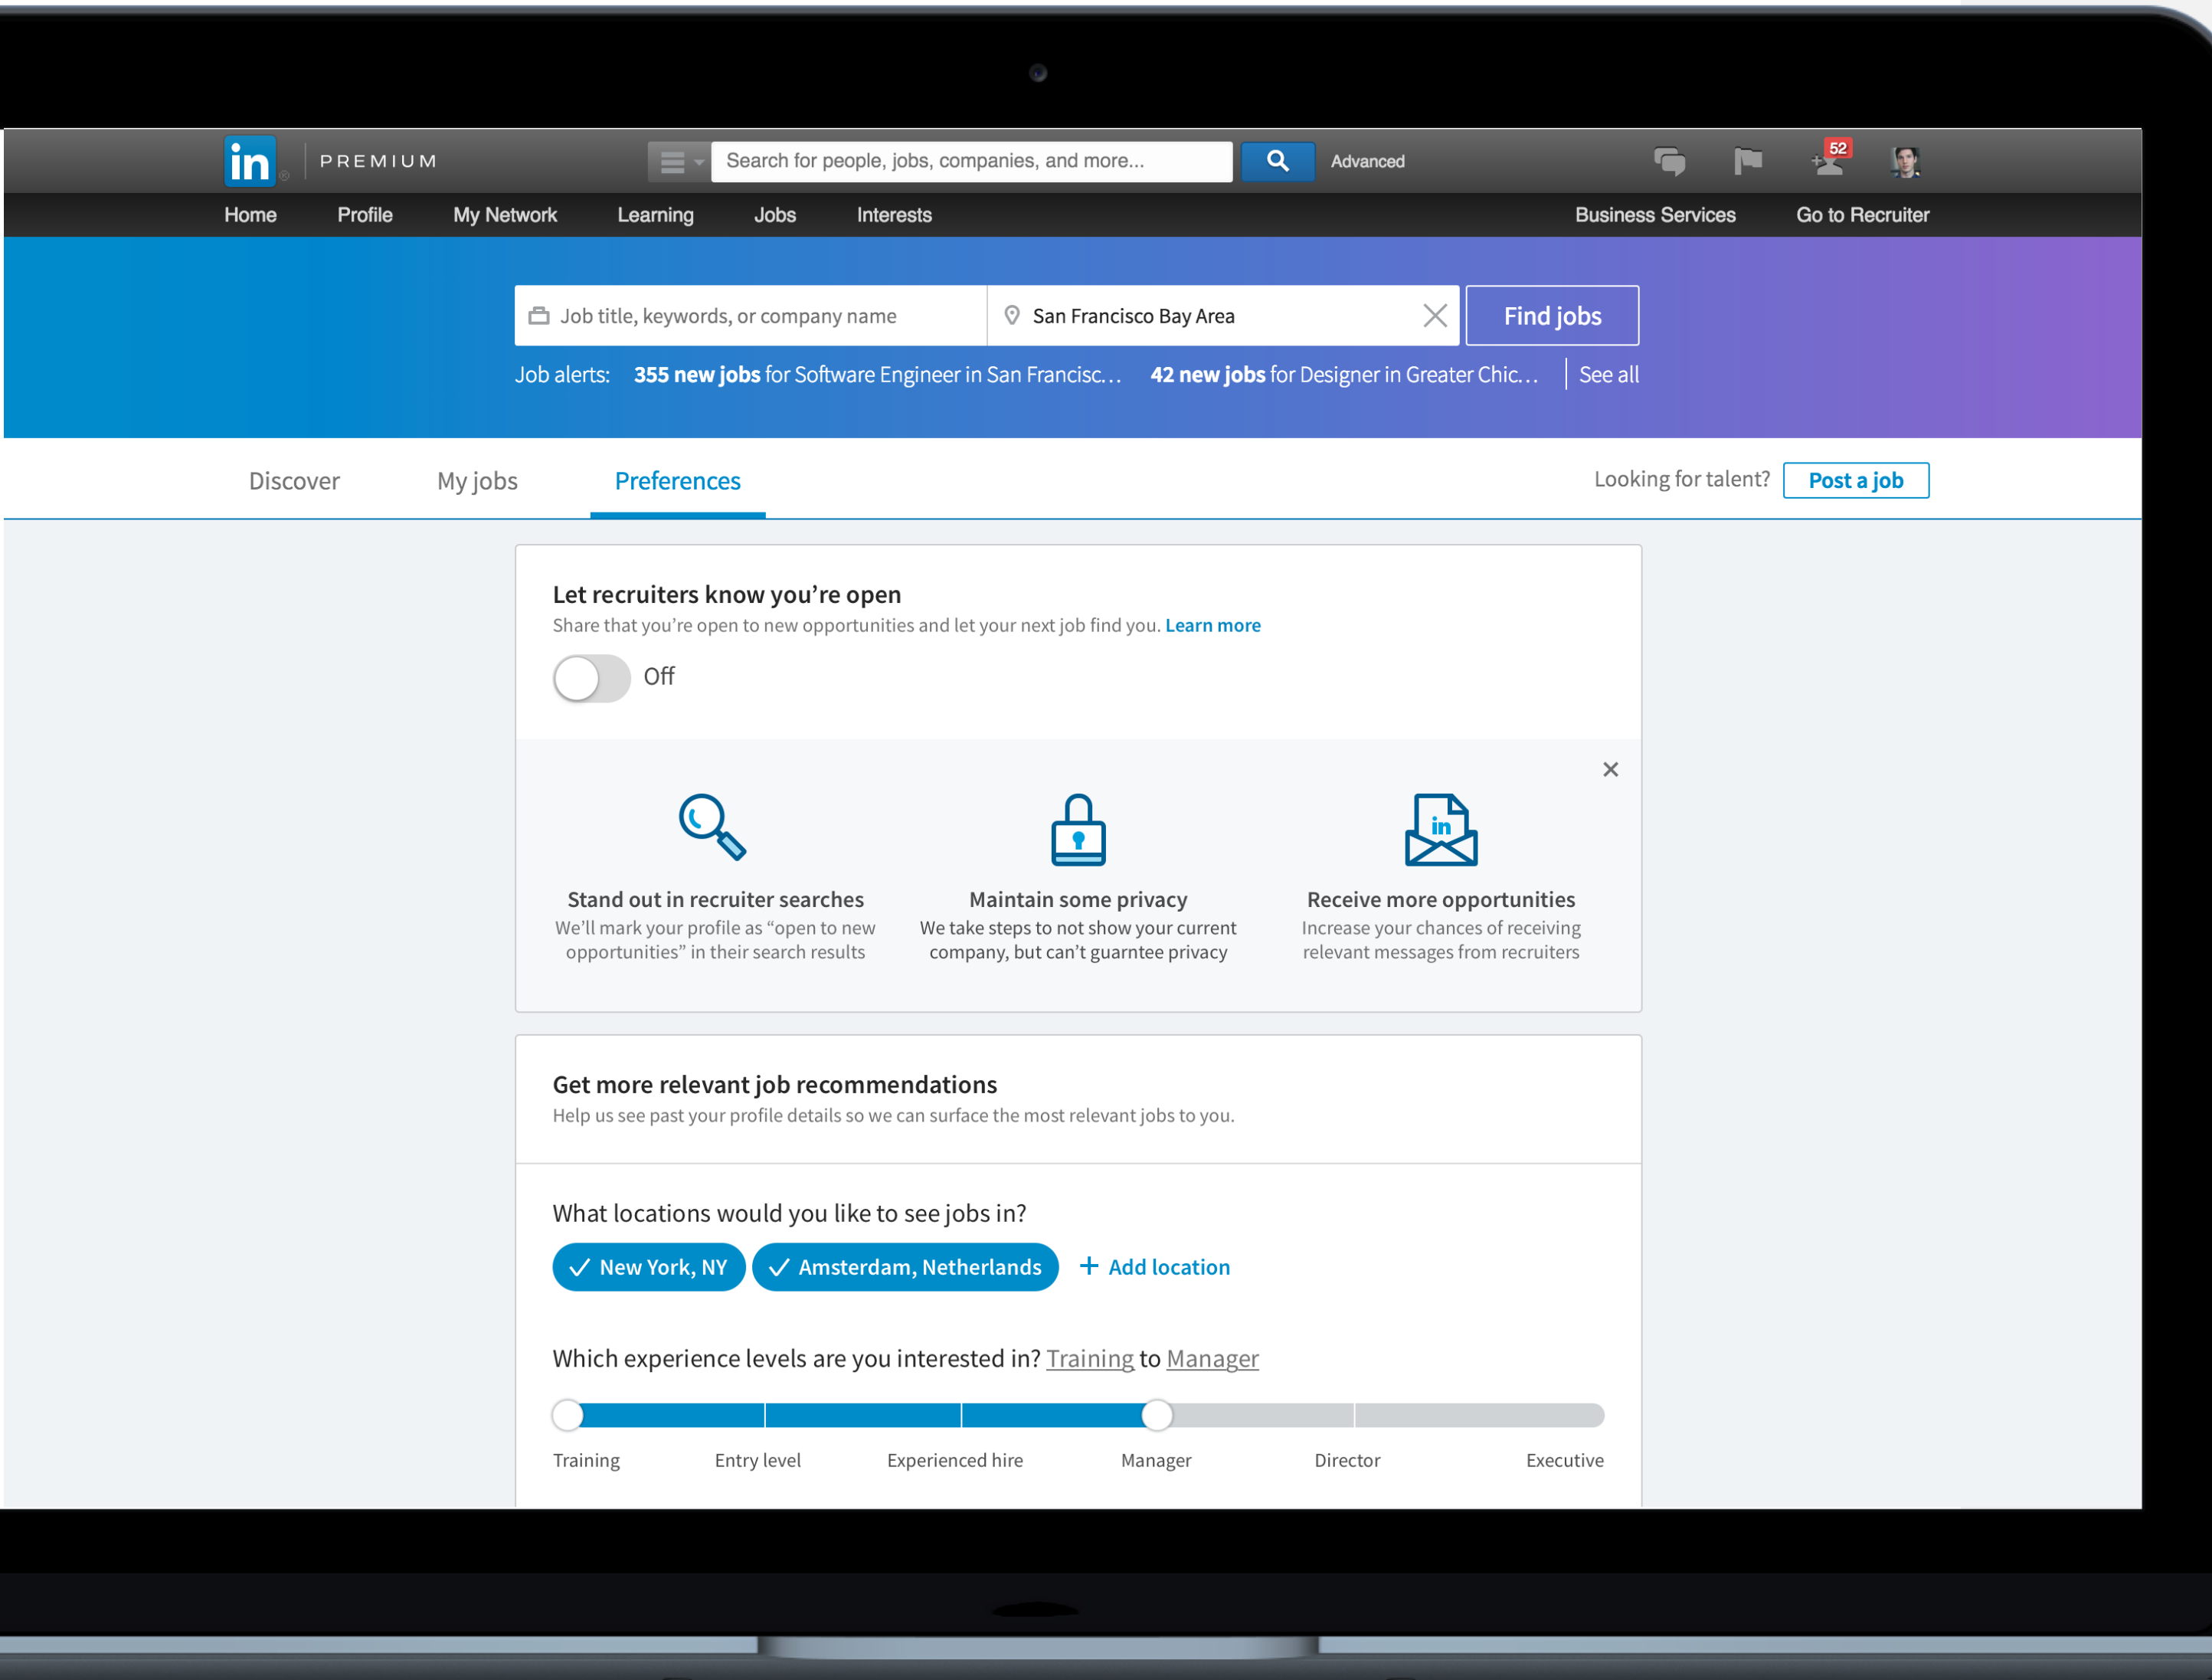 in ®
PREMIUM
Search for people, jobs, companies, and more...
Advanced
52
Home
Profile
My Network
Learning
Jobs
Interests
Business Services
Go to Recruiter
Job title, keywords, or company name
San Francisco Bay Area
Find jobs
Job alerts: 355 new jobs for Software Engineer in San Francisc... 42 new jobs for Designer in Greater Chic... See all
Discover
My jobs
Preferences
Looking for talent?
Post a job
Let recruiters know you’re open
Share that you’re open to new opportunities and let your next job find you. Learn more
Off
Stand out in recruiter searches
We’ll mark your profile as “open to new
opportunities” in their search results
Maintain some privacy
We take steps to not show your current
company, but can’t guarntee privacy
in
Receive more opportunities
Increase your chances of receiving
relevant messages from recruiters
Get more relevant job recommendations
Help us see past your profile details so we can surface the most relevant jobs to you.
What locations would you like to see jobs in?
New York, NY
Amsterdam, Netherlands
+ Add location
Which experience levels are you interested in? Training to Manager
Training
Entry level
Experienced hire
Manager
Director
Executive